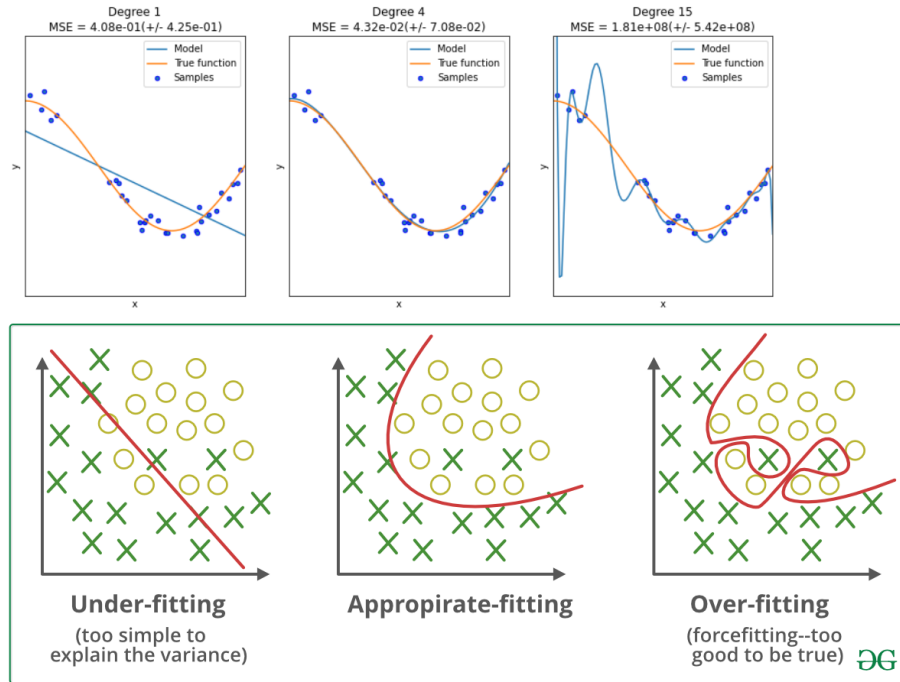 Degree 1
MSE = 4.08e-01(+/- 4.25e-01)
Model
True function
Samples
y
x
Degree 4
MSE = 4.32e-02(+/- 7.08e-02)
Model
True function
Samples
y
x
Degree 15
MSE = 1.81e+08(+/- 5.42e+08)
Model
True function
Samples
y
x
Under-fitting
(too simple to
explain the variance)
Appropirate-fitting
Over-fitting
(forcefitting--too
good to be true)